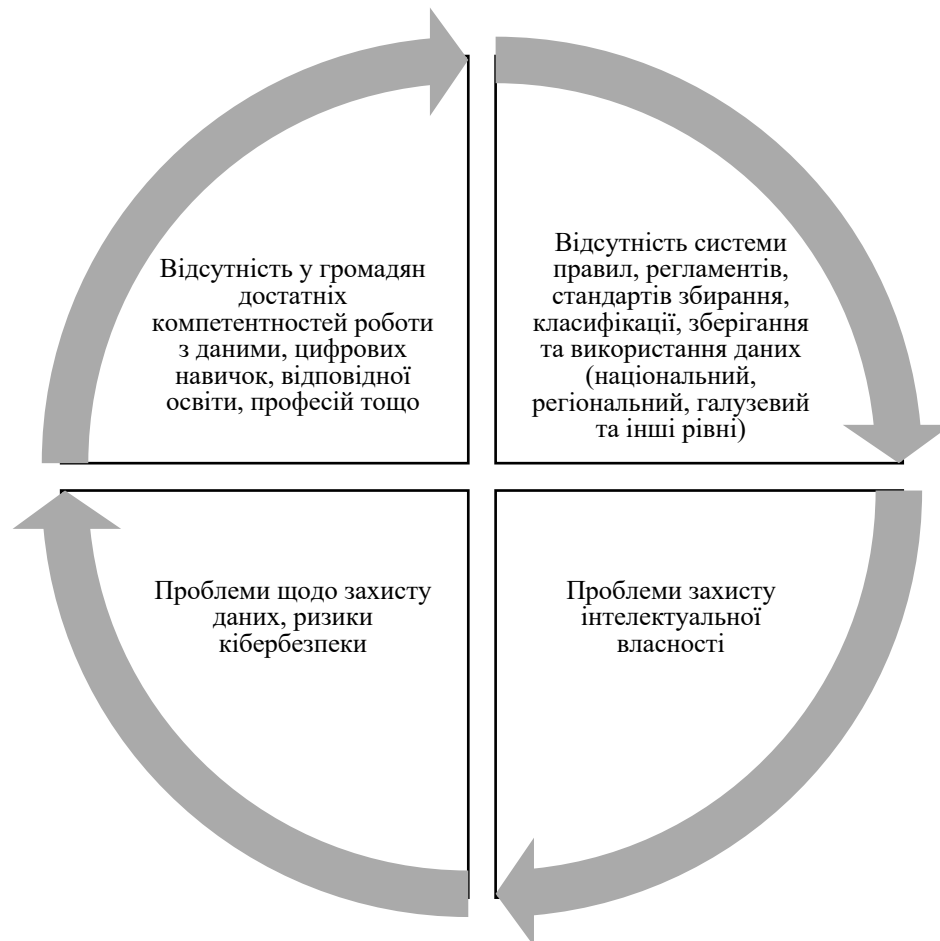 Відсутність у громадян
достатніх
компетентностей роботи
з даними, цифрових
навичок, відповідної
освіти, професій тощо
Відсутність системи
правил, регламентів,
стандартів збирання,
класифікації, зберігання
та використання даних
(національний,
регіональний, галузевий
та інші рівні)
Проблеми щодо захисту
даних, ризики
кібербезпеки
Проблеми захисту
інтелектуальної
власності